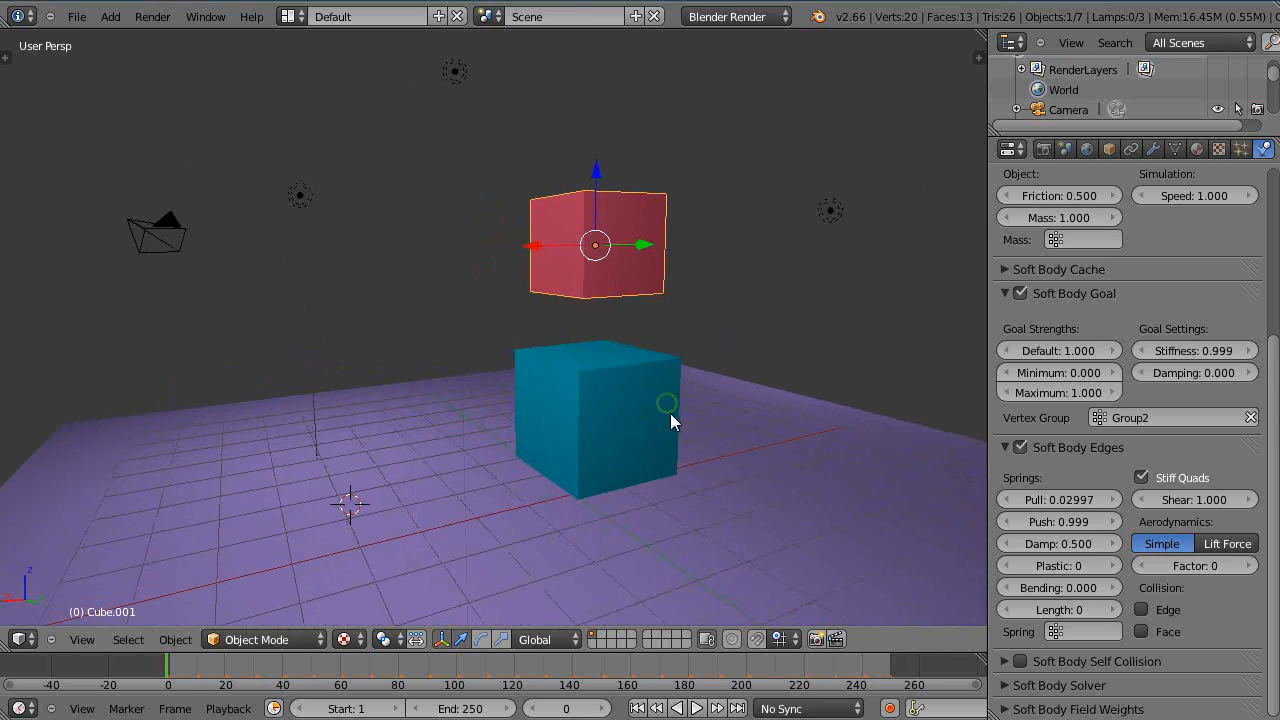 File Add Render Window Help Default Scene Blender Render v2.66 | Verts:20 | Faces:13 | Tris:26 | Objects:1/7 | Lamps:0/3 | Mem:16.45M (0.55M) |
User Persp
View Search All Scenes
RenderLayers
World
Camera
Object: Simulation:
Friction: 0.500 Speed: 1.000
Mass: 1.000
Mass:
Soft Body Cache
Soft Body Goal
Goal Strengths: Goal Settings:
Default: 1.000 Stiffness: 0.999
Minimum: 0.000 Damping: 0.000
Maximum: 1.000
Vertex Group Group2
Soft Body Edges
Springs: Stiff Quads
Pull: 0.02997 Shear: 1.000
Push: 0.999 Aerodynamics:
Damp: 0.500 Simple Lift Force
Plastic: 0 Factor: 0
Bending: 0.000 Collision:
Length: 0 Edge
Spring Face
Soft Body Self Collision
Soft Body Solver
Soft Body Field Weights
z
(0) Cube.001
View Select Object Object Mode Global
-40 -20 0 20 40 60 80 100 120 140 160 180 200 220 240 260
View Marker Frame Playback Start: 1 End: 250 0 No Sync